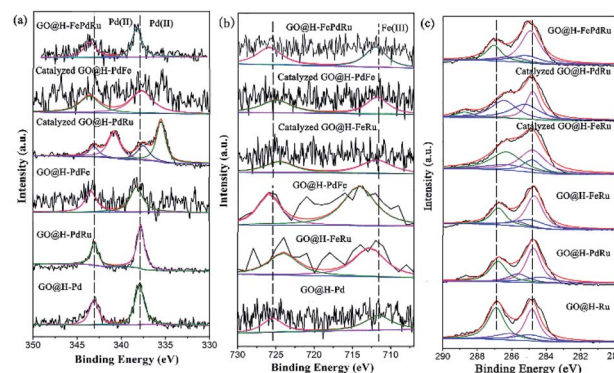 (a)
Pd(II)
Pd(II)
GO@H-FePdRu
Catalyzed GO@H-PdFe
Catalyzed GO@H-PdRu
GO@H-PdFe
GO@H-PdRu
GO@H-Pd
Intensity (a.u.)
350 345 340 335 330
Binding Energy (eV)
(b)
GO@H-FePdRu
Fe(III)
Catalyzed GO@H-PdFe
Catalyzed GO@H-FeRu
GO@H-PdFe
GO@H-FeRu
GO@H-Pd
Intensity (a.u.)
730 725 720 715 710
Binding Energy (eV)
(c)
GO@H-FePdRu
Catalyzed GO@H-PdRu
Catalyzed GO@H-FeRu
GO@H-FeRu
GO@H-PdRu
GO@H-Ru
Intensity (a.u.)
290 288 286 284 282
Binding Energy (eV)